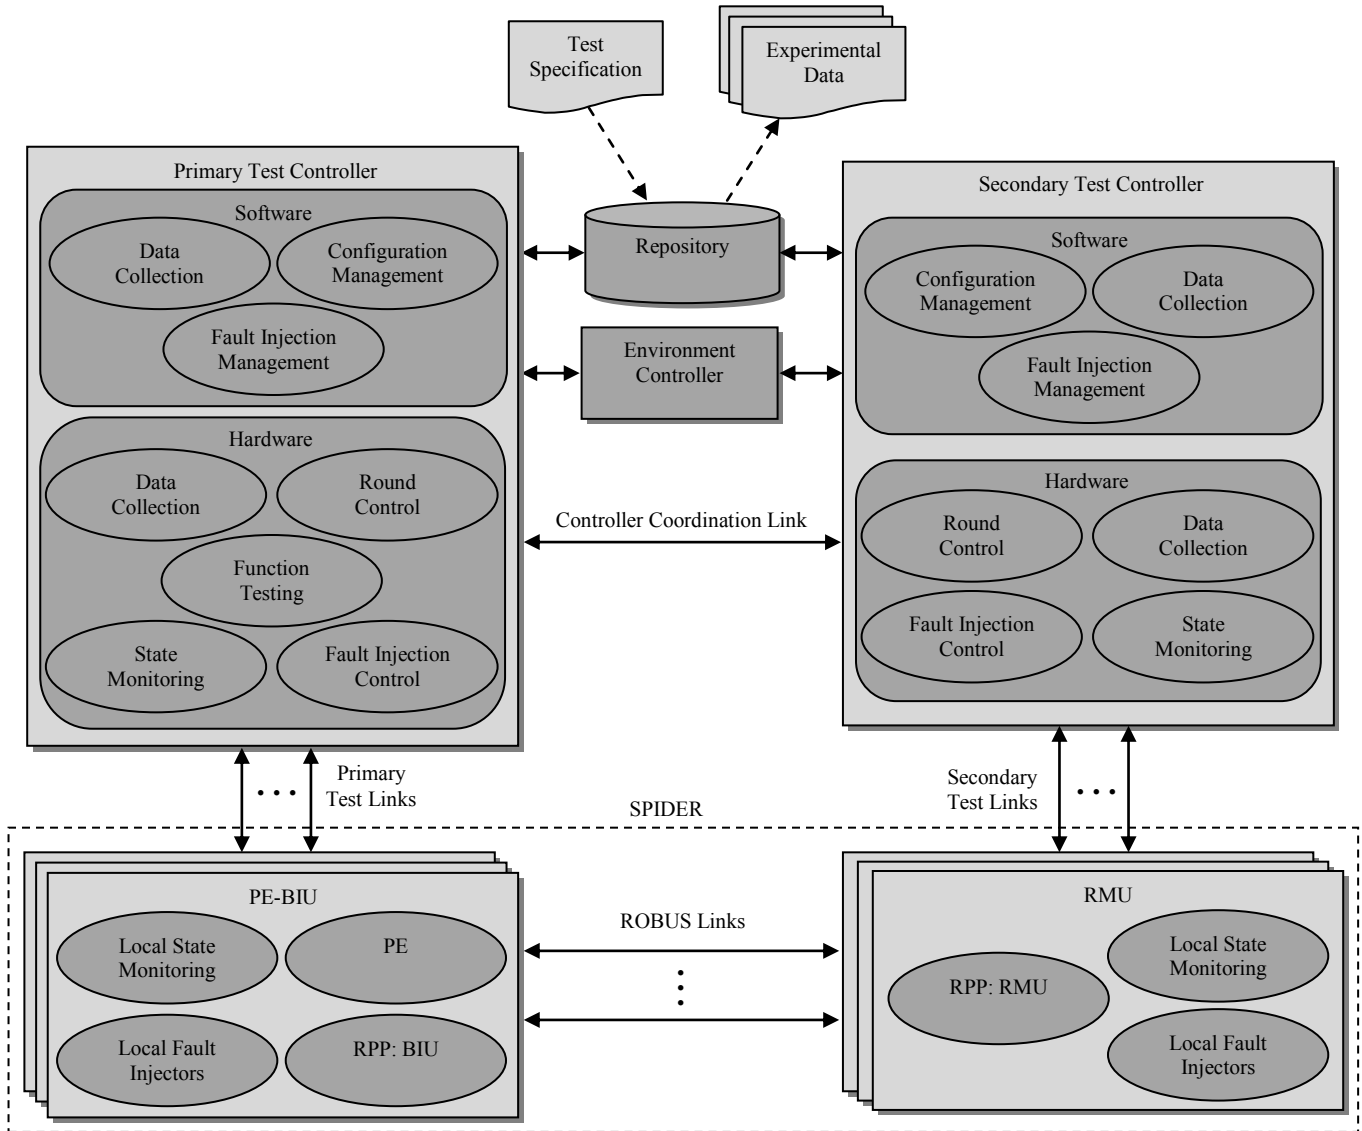 Test
Specification
Experimental
Data
Primary Test Controller
Software
Data
Collection
Configuration
Management
Fault Injection
Management
Hardware
Data
Collection
Round
Control
Function
Testing
State
Monitoring
Fault Injection
Control
Repository
Environment
Controller
Controller Coordination Link
Secondary Test Controller
Software
Configuration
Management
Data
Collection
Fault Injection
Management
Hardware
Round
Control
Data
Collection
Fault Injection
Control
State
Monitoring
Primary
Test Links
Secondary
Test Links
SPIDER
PE-BIU
Local State
Monitoring
PE
Local Fault
Injectors
RPP: BIU
ROBUS Links
RMU
RPP: RMU
Local State
Monitoring
Local Fault
Injectors